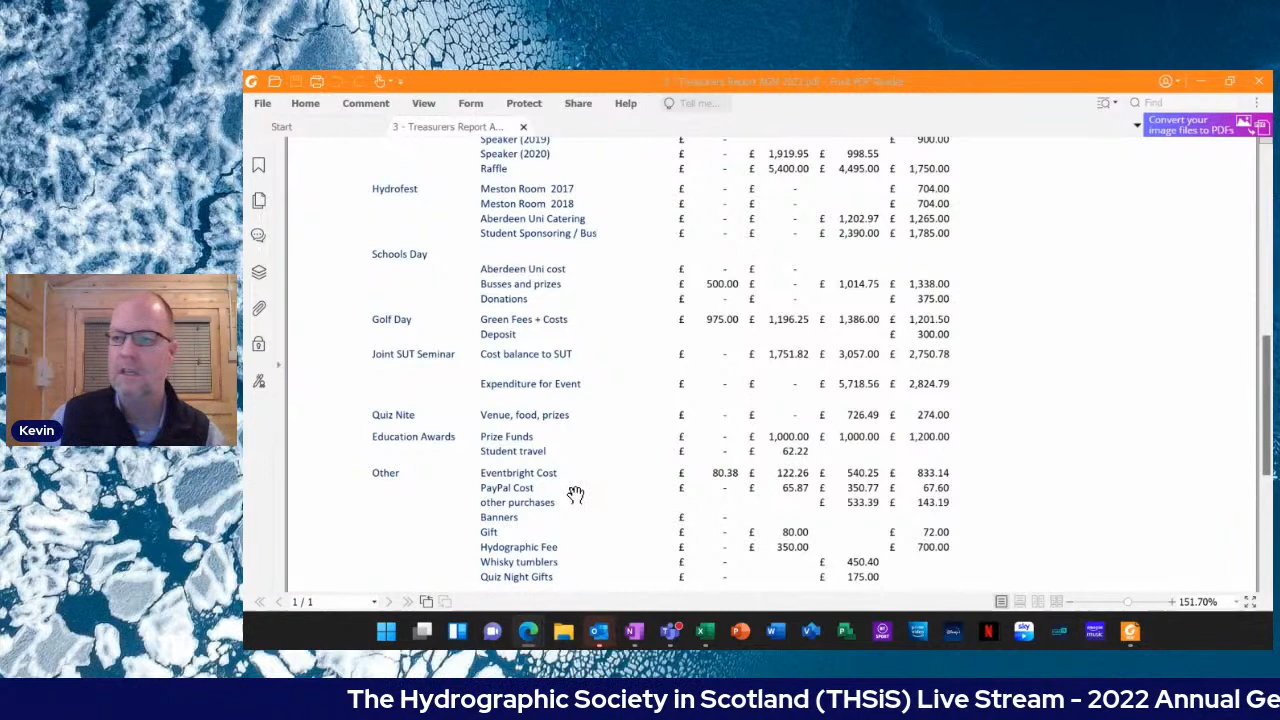 3 - Treasurers Report AGM 2022.pdf - Foxit PDF Reader
File Home Comment View Form Protect Share Help Tell me... Find
Start 3 - Treasurers Report A... Convert your
image files to PDFs
Speaker (2019) £ - £ 900.00
Speaker (2020) £ - £ 1,919.95 £ 998.55
Raffle £ - £ 5,400.00 £ 4,495.00 £ 1,750.00
Hydrofest Meston Room 2017 £ - £ - £ 704.00
Meston Room 2018 £ - £ - £ 704.00
Aberdeen Uni Catering £ - £ - £ 1,202.97 £ 1,265.00
Student Sponsoring / Bus £ - £ - £ 2,390.00 £ 1,785.00
Schools Day
Aberdeen Uni cost £ - £ -
Busses and prizes £ 500.00 £ - £ 1,014.75 £ 1,338.00
Donations £ - £ - £ 375.00
Golf Day Green Fees + Costs £ 975.00 £ 1,196.25 £ 1,386.00 £ 1,201.50
Deposit £ 300.00
Joint SUT Seminar Cost balance to SUT £ - £ 1,751.82 £ 3,057.00 £ 2,750.78
Expenditure for Event £ - £ - £ 5,718.56 £ 2,824.79
Quiz Nite Venue, food, prizes £ - £ - £ 726.49 £ 274.00
Education Awards Prize Funds £ - £ 1,000.00 £ 1,000.00 £ 1,200.00
Student travel £ - £ 62.22
Other Eventbright Cost £ 80.38 £ 122.26 £ 540.25 £ 833.14
PayPal Cost £ - £ 65.87 £ 350.77 £ 67.60
other purchases £ 533.39 £ 143.19
Banners £ -
Gift £ - £ 80.00 £ 72.00
Hydographic Fee £ - £ 350.00 £ 700.00
Whisky tumblers £ - £ 450.40
Quiz Night Gifts £ - £ 175.00
Kevin
1 / 1 151.70%
The Hydrographic Society in Scotland (THSiS) Live Stream - 2022 Annual Ge